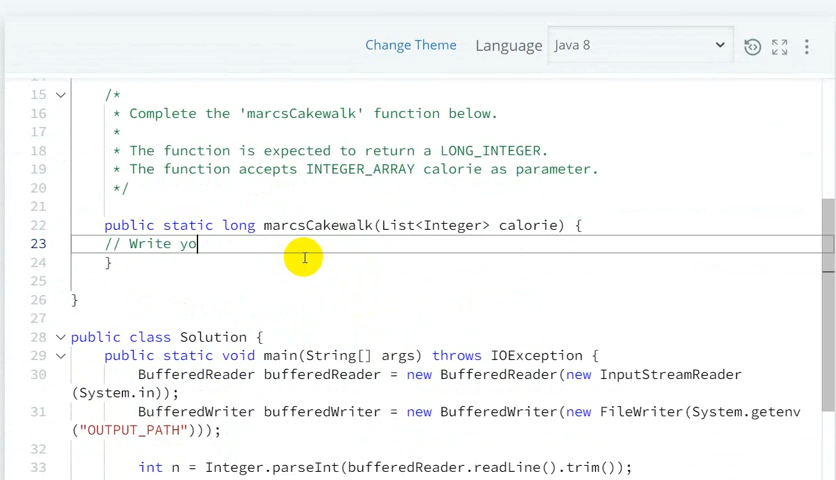 Change Theme Language Java 8
15 /*
16 * Complete the 'marcsCakewalk' function below.
17 *
18 * The function is expected to return a LONG_INTEGER.
19 * The function accepts INTEGER_ARRAY calorie as parameter.
20 */
21
22 public static long marcsCakewalk(List<Integer> calorie) {
23 // Write yo
24 }
25
26 }
27
28 public class Solution {
29 public static void main(String[] args) throws IOException {
30 BufferedReader bufferedReader = new BufferedReader(new InputStreamReader
(System.in));
31 BufferedWriter bufferedWriter = new BufferedWriter(new FileWriter(System.getenv
("OUTPUT_PATH")));
32
33 int n = Integer.parseInt(bufferedReader.readLine().trim());